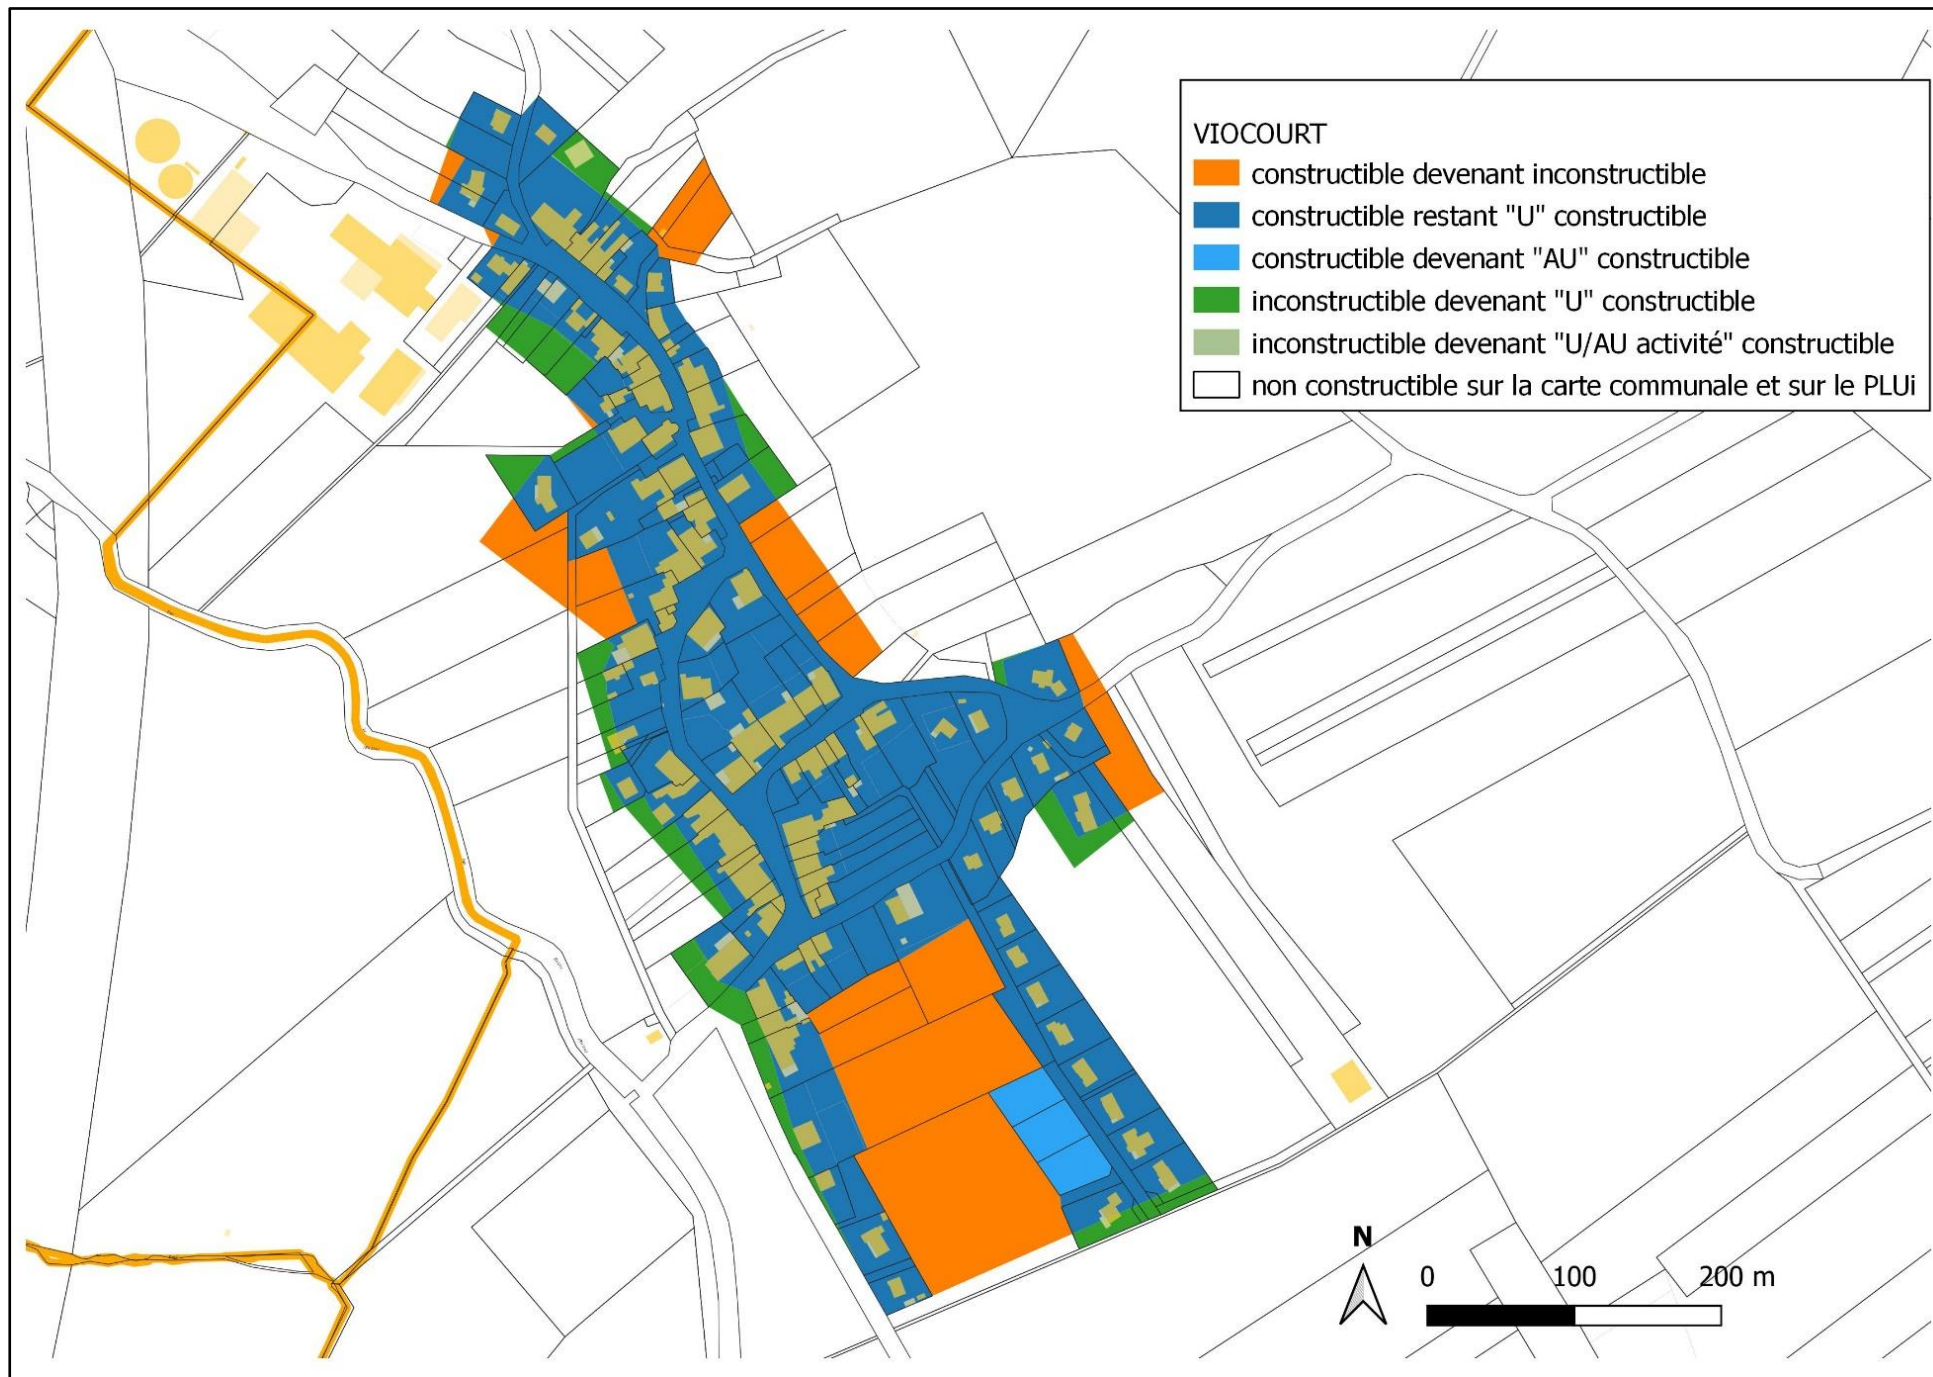 VIOCOURT
constructible devenant inconstructible
constructible restant "U" constructible
constructible devenant "AU" constructible
inconstructible devenant "U" constructible
inconstructible devenant "U/AU activité" constructible
non constructible sur la carte communale et sur le PLUi
N
0 100 200 m